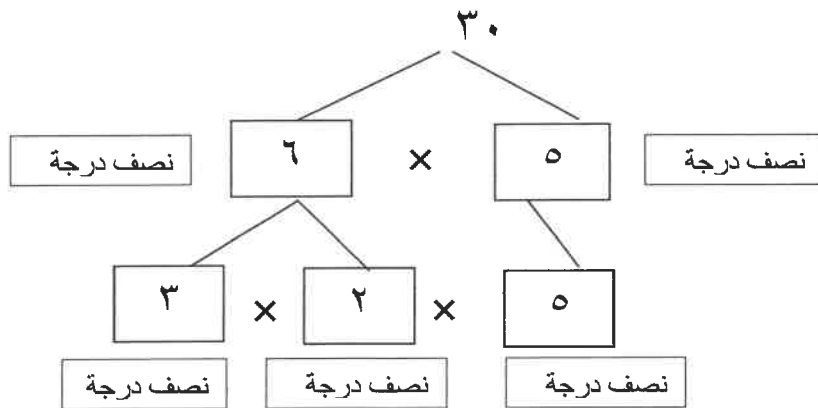 ٣٠
نصف درجة ٦ × ٥ نصف درجة
٣ × ٢ × ٥
نصف درجة نصف درجة نصف درجة